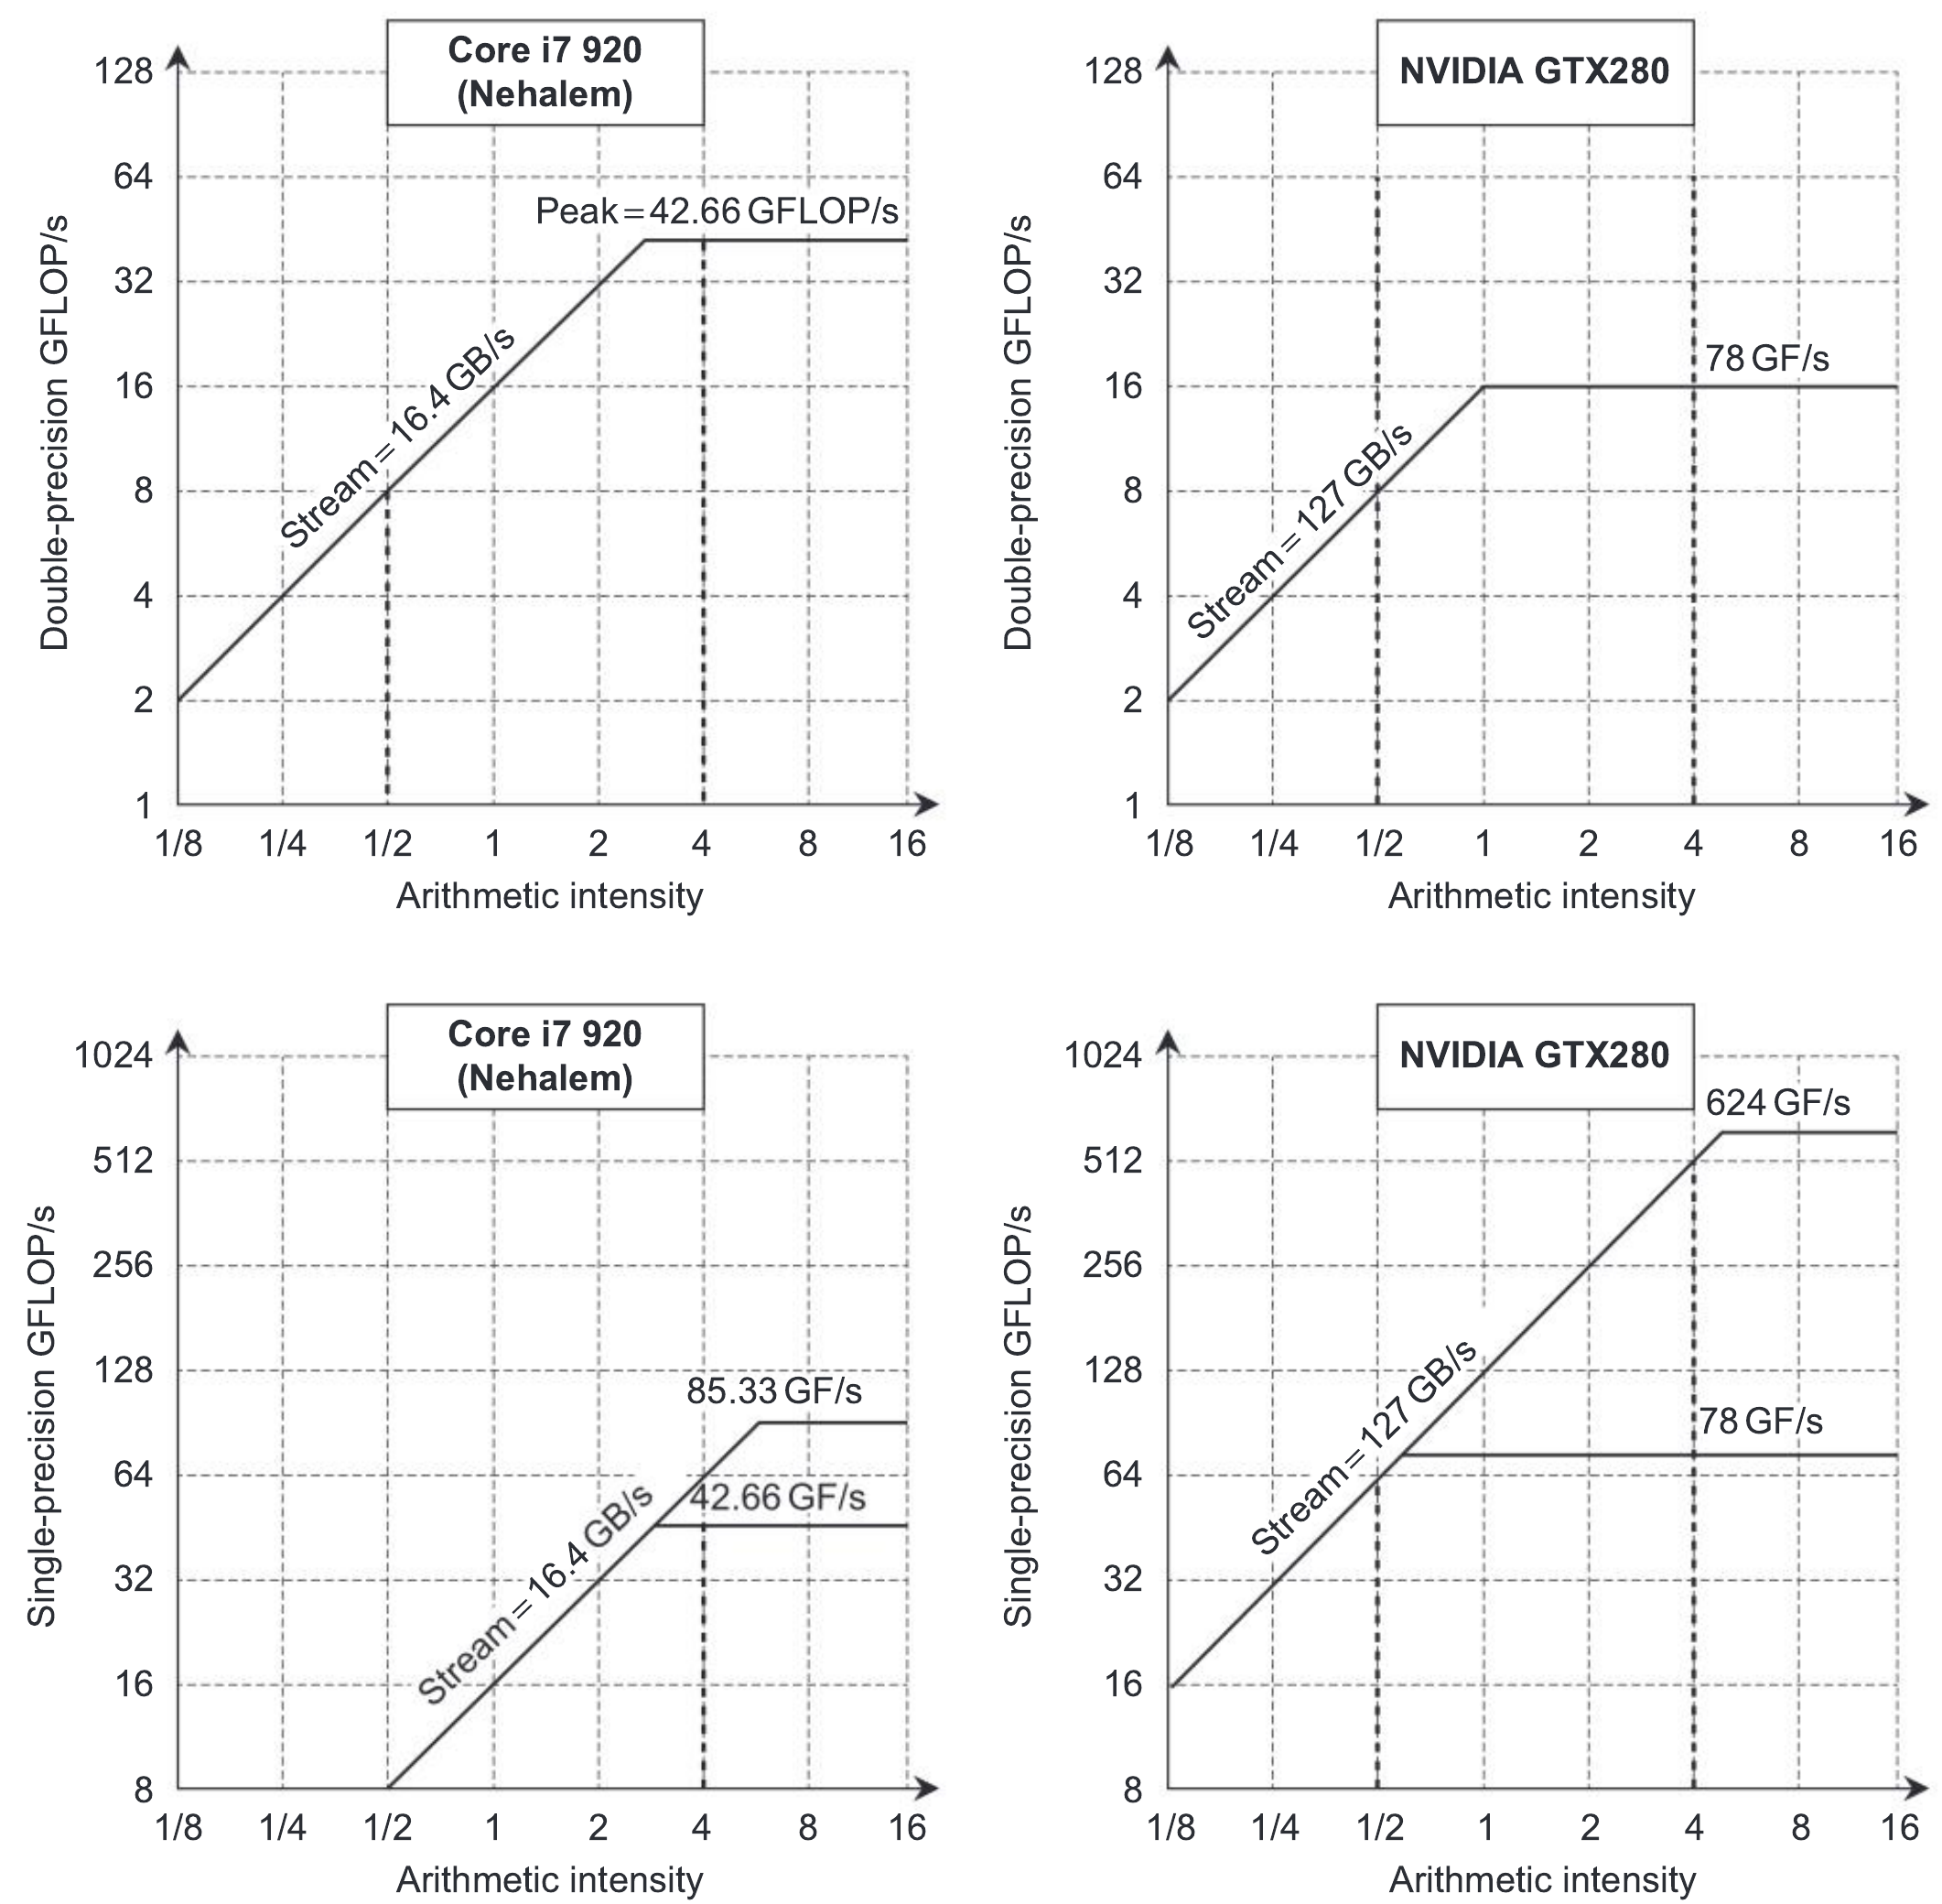 Core i7 920
(Nehalem)
128
64
32
16
8
4
2
1
Double-precision GFLOP/s
Peak = 42.66 GFLOP/s
Stream = 16.4 GB/s
1/8 1/4 1/2 1 2 4 8 16
Arithmetic intensity
NVIDIA GTX280
128
64
32
16
8
4
2
1
Double-precision GFLOP/s
78 GF/s
Stream = 127 GB/s
1/8 1/4 1/2 1 2 4 8 16
Arithmetic intensity
Core i7 920
(Nehalem)
1024
512
256
128
64
32
16
8
Single-precision GFLOP/s
85.33 GF/s
42.66 GF/s
Stream = 16.4 GB/s
1/8 1/4 1/2 1 2 4 8 16
Arithmetic intensity
NVIDIA GTX280
1024
512
256
128
64
32
16
8
Single-precision GFLOP/s
624 GF/s
78 GF/s
Stream = 127 GB/s
1/8 1/4 1/2 1 2 4 8 16
Arithmetic intensity